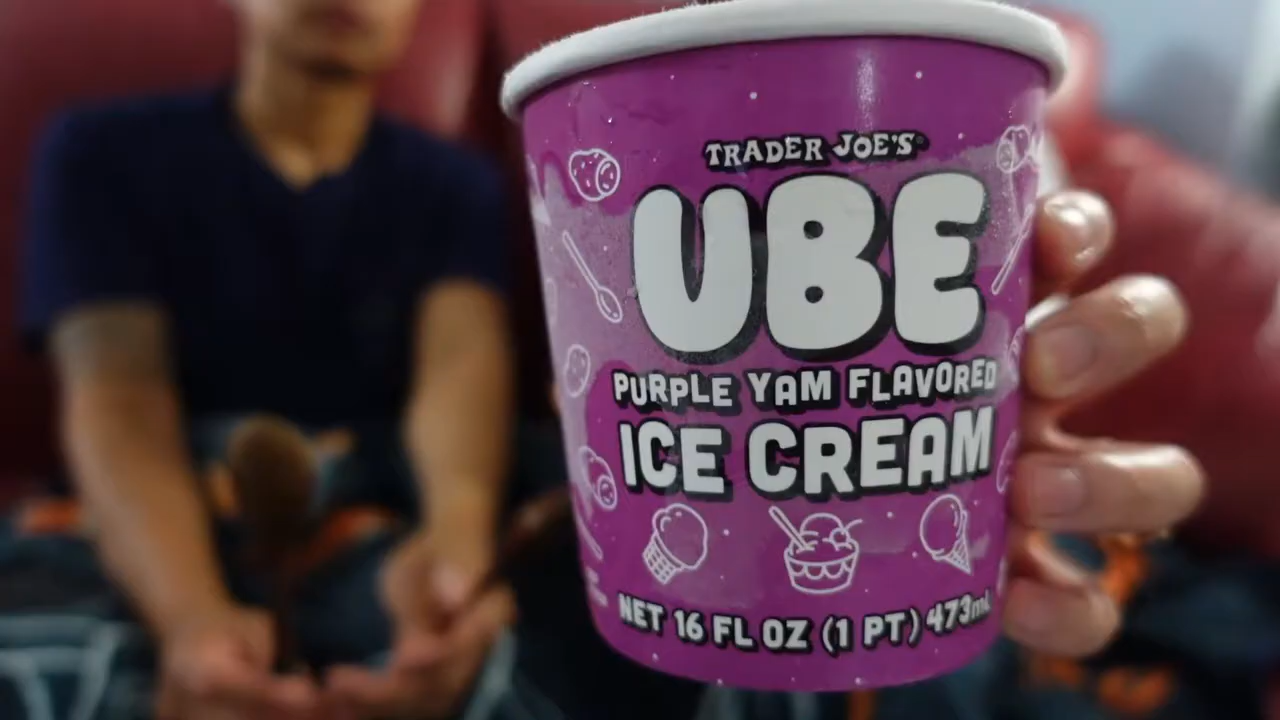 TRADER JOE'S
UBE
PURPLE YAM FLAVORED
ICE CREAM
NET 16 FL OZ (1 PT) 473mL